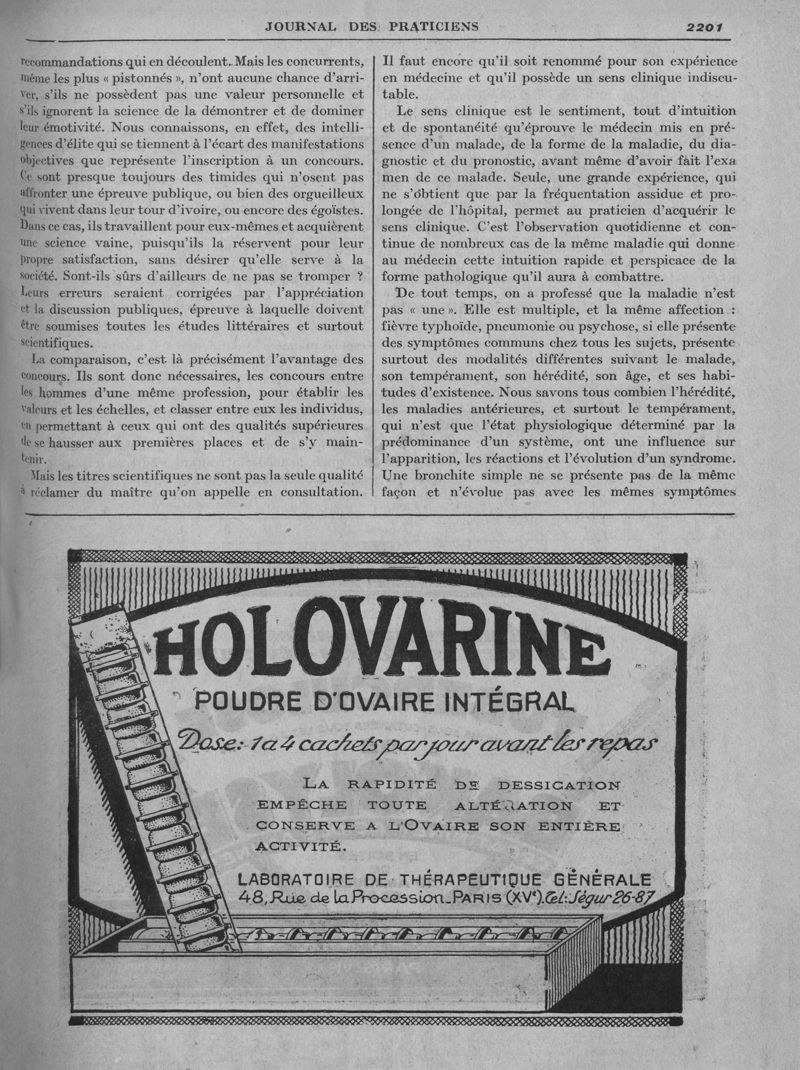 JOURNAL DES PRATICIENS 2201
recommandations qui en découlent. Mais les concurrents,
même les plus « pistonnés », n'ont aucune chance d'arri-
ver, s'ils ne possèdent pas une valeur personnelle et
s'ils ignorent la science de la démontrer et de dominer
leur émotivité. Nous connaissons, en effet, des intelli-
gences d'élite qui se tiennent à l'écart des manifestations
objectives que représente l'inscription à un concours.
Ce sont presque toujours des timides qui n'osent pas
affronter une épreuve publique, ou bien des orgueilleux
qui vivent dans leur tour d'ivoire, ou encore des égoïstes.
Dans ce cas, ils travaillent pour eux-mêmes et acquièrent
une science vaine, puisqu'ils la réservent pour leur
propre satisfaction, sans désirer qu'elle serve à la
société. Sont-ils sûrs d'ailleurs de ne pas se tromper ?
Leurs erreurs seraient corrigées par l'appréciation
et la discussion publiques, épreuve à laquelle doivent
être soumises toutes les études littéraires et surtout
scientifiques.
La comparaison, c'est là précisément l'avantage des
concours. Ils sont donc nécessaires, les concours entre
les hommes d'une même profession, pour établir les
valeurs et les échelles, et classer entre eux les individus,
en permettant à ceux qui ont des qualités supérieures
de se hausser aux premières places et de s'y main-
tenir.
Mais les titres scientifiques ne sont pas la seule qualité
à réclamer du maître qu'on appelle en consultation.
Il faut encore qu'il soit renommé pour son expérience
en médecine et qu'il possède un sens clinique indiscu-
table.
Le sens clinique est le sentiment, tout d'intuition
et de spontanéité qu'éprouve le médecin mis en pré-
sence d'un malade, de la forme de la maladie, du dia-
gnostic et du pronostic, avant même d'avoir fait l'exa
men de ce malade. Seule, une grande expérience, qui
ne s'obtient que par la fréquentation assidue et pro-
longée de l'hôpital, permet au praticien d'acquérir le
sens clinique. C'est l'observation quotidienne et con-
tinue de nombreux cas de la même maladie qui donne
au médecin cette intuition rapide et perspicace de la
forme pathologique qu'il aura à combattre.
De tout temps, on a professé que la maladie n'est
pas « une ». Elle est multiple, et la même affection :
fièvre typhoïde, pneumonie ou psychose, si elle présente
des symptômes communs chez tous les sujets, présente
surtout des modalités différentes suivant le malade,
son tempérament, son hérédité, son âge, et ses habi-
tudes d'existence. Nous savons tous combien l'hérédité,
les maladies antérieures, et surtout le tempérament,
qui n'est que l'état physiologique déterminé par la
prédominance d'un système, ont une influence sur
l'apparition, les réactions et l'évolution d'un syndrome.
Une bronchite simple ne se présente pas de la même
façon et n'évolue pas avec les mêmes symptômes
HOLOVARINE
POUDRE D'OVAIRE INTÉGRAL
Dose: 1 a 4 cachets par jour avant les repas
LA RAPIDITÉ DE DESSICATION
EMPÊCHE TOUTE ALTÉRATION ET
CONSERVE A L'OVAIRE SON ENTIÈRE
ACTIVITÉ.
LABORATOIRE DE THÉRAPEUTIQUE GÉNÉRALE
48, Rue de la Procession_PARIS (XVe). Tel: Ségur 26-87